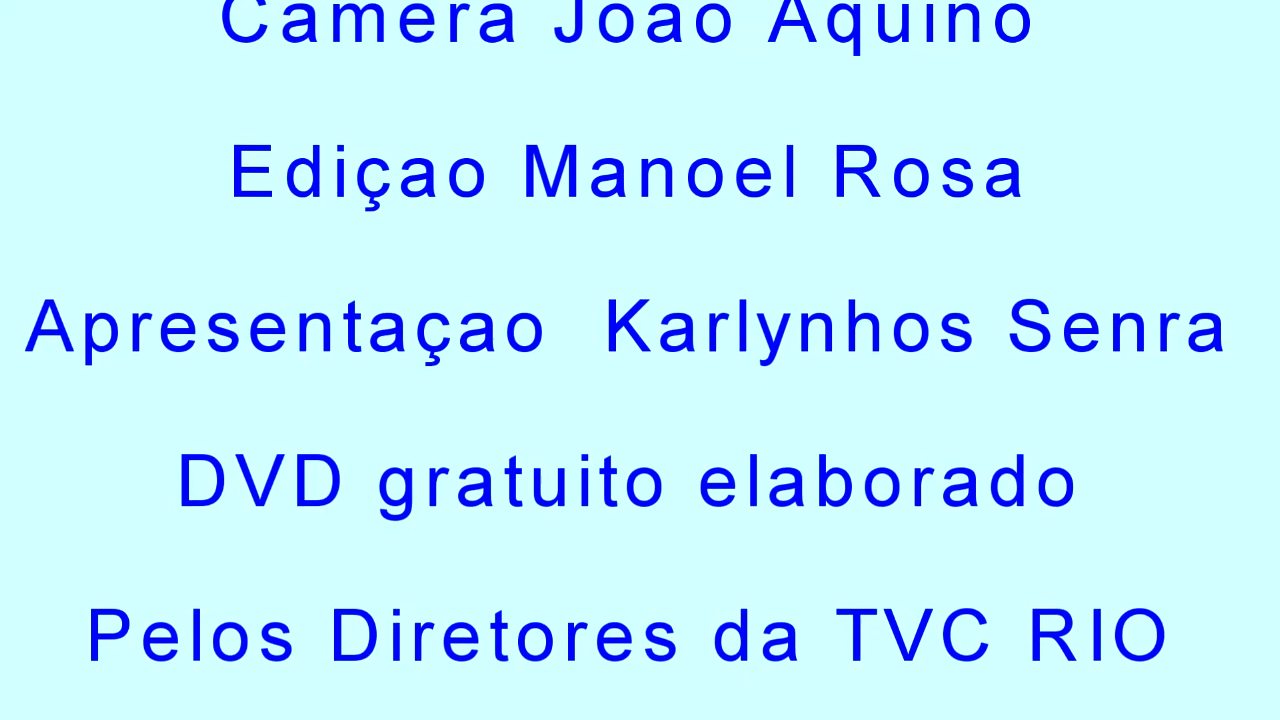 Camera Joao Aquino
Ediçao Manoel Rosa
Apresentaçao  Karlynhos Senra
DVD gratuito elaborado
Pelos Diretores da TVC RIO